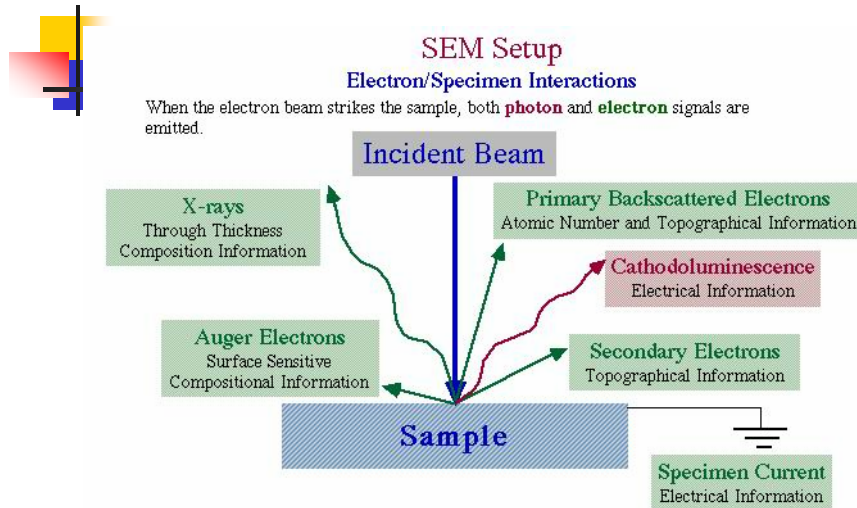 SEM Setup
Electron/Specimen Interactions
When the electron beam strikes the sample, both photon and electron signals are
emitted.
Incident Beam
X-rays
Through Thickness
Composition Information
Primary Backscattered Electrons
Atomic Number and Topographical Information
Cathodoluminescence
Electrical Information
Auger Electrons
Surface Sensitive
Compositional Information
Secondary Electrons
Topographical Information
Sample
Specimen Current
Electrical Information